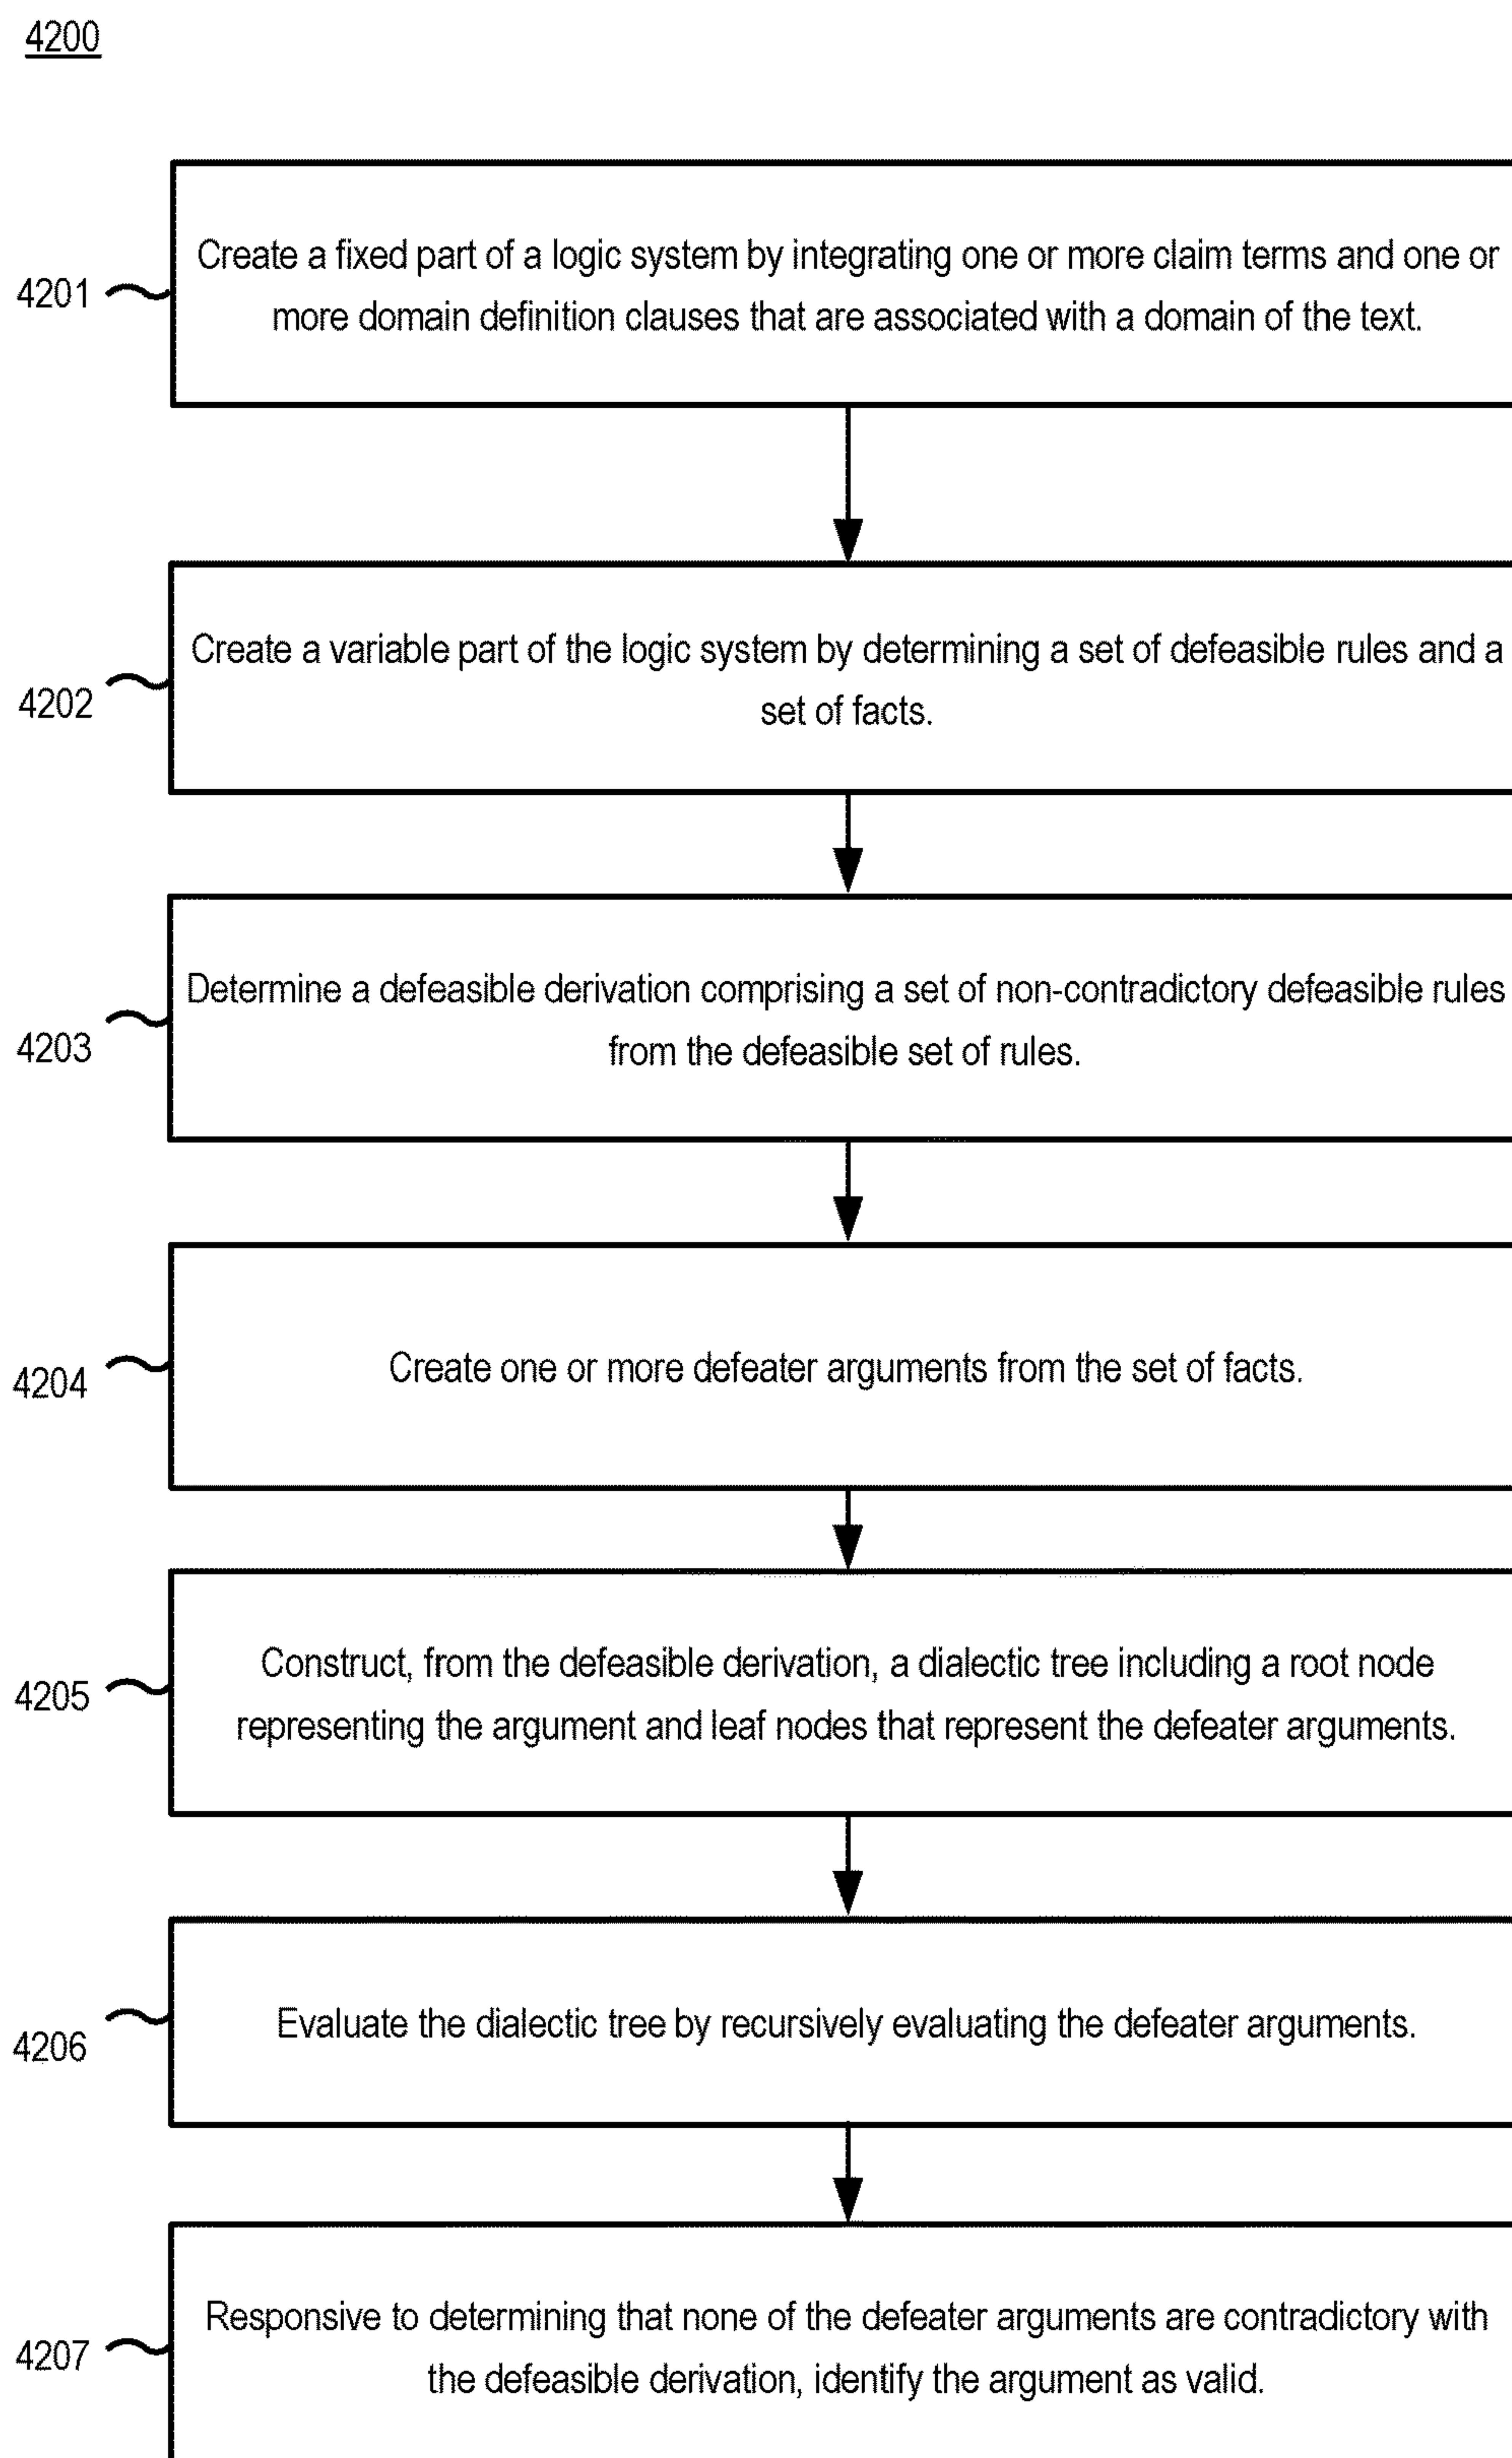 4200
4201
Create a fixed part of a logic system by integrating one or more claim terms and one or
more domain definition clauses that are associated with a domain of the text.
4202
Create a variable part of the logic system by determining a set of defeasible rules and a
set of facts.
4203
Determine a defeasible derivation comprising a set of non-contradictory defeasible rules
from the defeasible set of rules.
4204
Create one or more defeater arguments from the set of facts.
4205
Construct, from the defeasible derivation, a dialectic tree including a root node
representing the argument and leaf nodes that represent the defeater arguments.
4206
Evaluate the dialectic tree by recursively evaluating the defeater arguments.
4207
Responsive to determining that none of the defeater arguments are contradictory with
the defeasible derivation, identify the argument as valid.